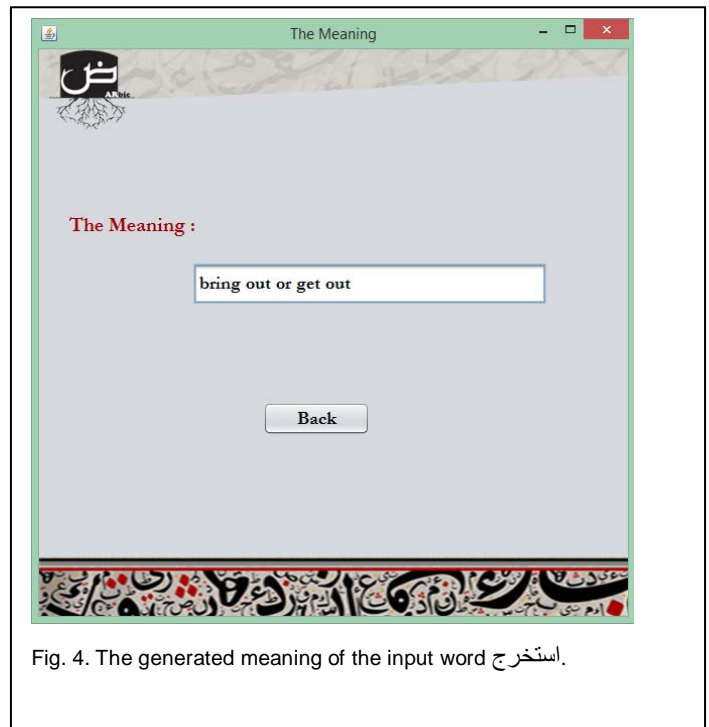 The Meaning
ض
ARbic
The Meaning :
bring out or get out
Back
Fig. 4. The generated meaning of the input word استخرج.